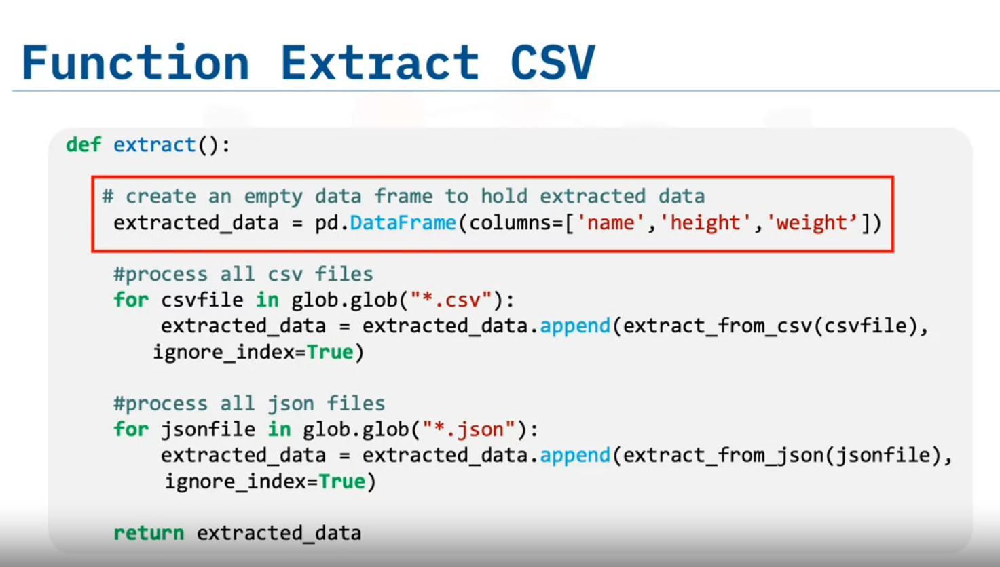 Function Extract CSV
def extract():
# create an empty data frame to hold extracted data
extracted_data = pd.DataFrame(columns=['name','height','weight’])
#process all csv files
for csvfile in glob.glob("*.csv"):
extracted_data = extracted_data.append(extract_from_csv(csvfile),
ignore_index=True)
#process all json files
for jsonfile in glob.glob("*.json"):
extracted_data = extracted_data.append(extract_from_json(jsonfile),
ignore_index=True)
return extracted_data